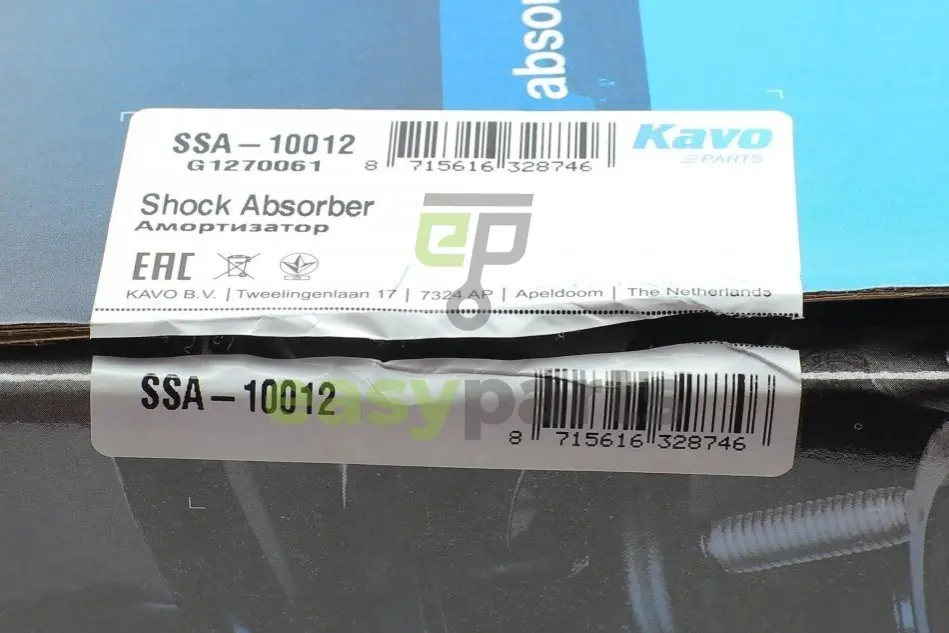 absor
SSA-10012
G1270061
8 715616 328746
Kavo
PARTS
Shock Absorber
Амортизатор
EAC
KAVO B.V. | Tweelingenlaan 17 | 7324 AP | Apeldoorn | The Netherlands
SSA-10012
8 715616 328746
easyparts